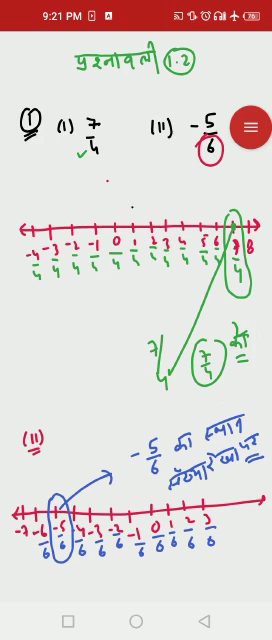 9:21 PM
प्रश्नावली 1.2
① (i) 7/4 (ii) -5/6
-4/4 -3/4 -2/4 -1/4 0/4 1/4 2/4 3/4 4/4 5/4 6/4 7/4 8
7/4 7/4 को
(ii)
-5/6 का स्थान
संख्या रेखा पर
-7 -6/6 -5/6 -4/6 -3/6 -2/6 -1/6 0/6 1/6 2/6 3/6